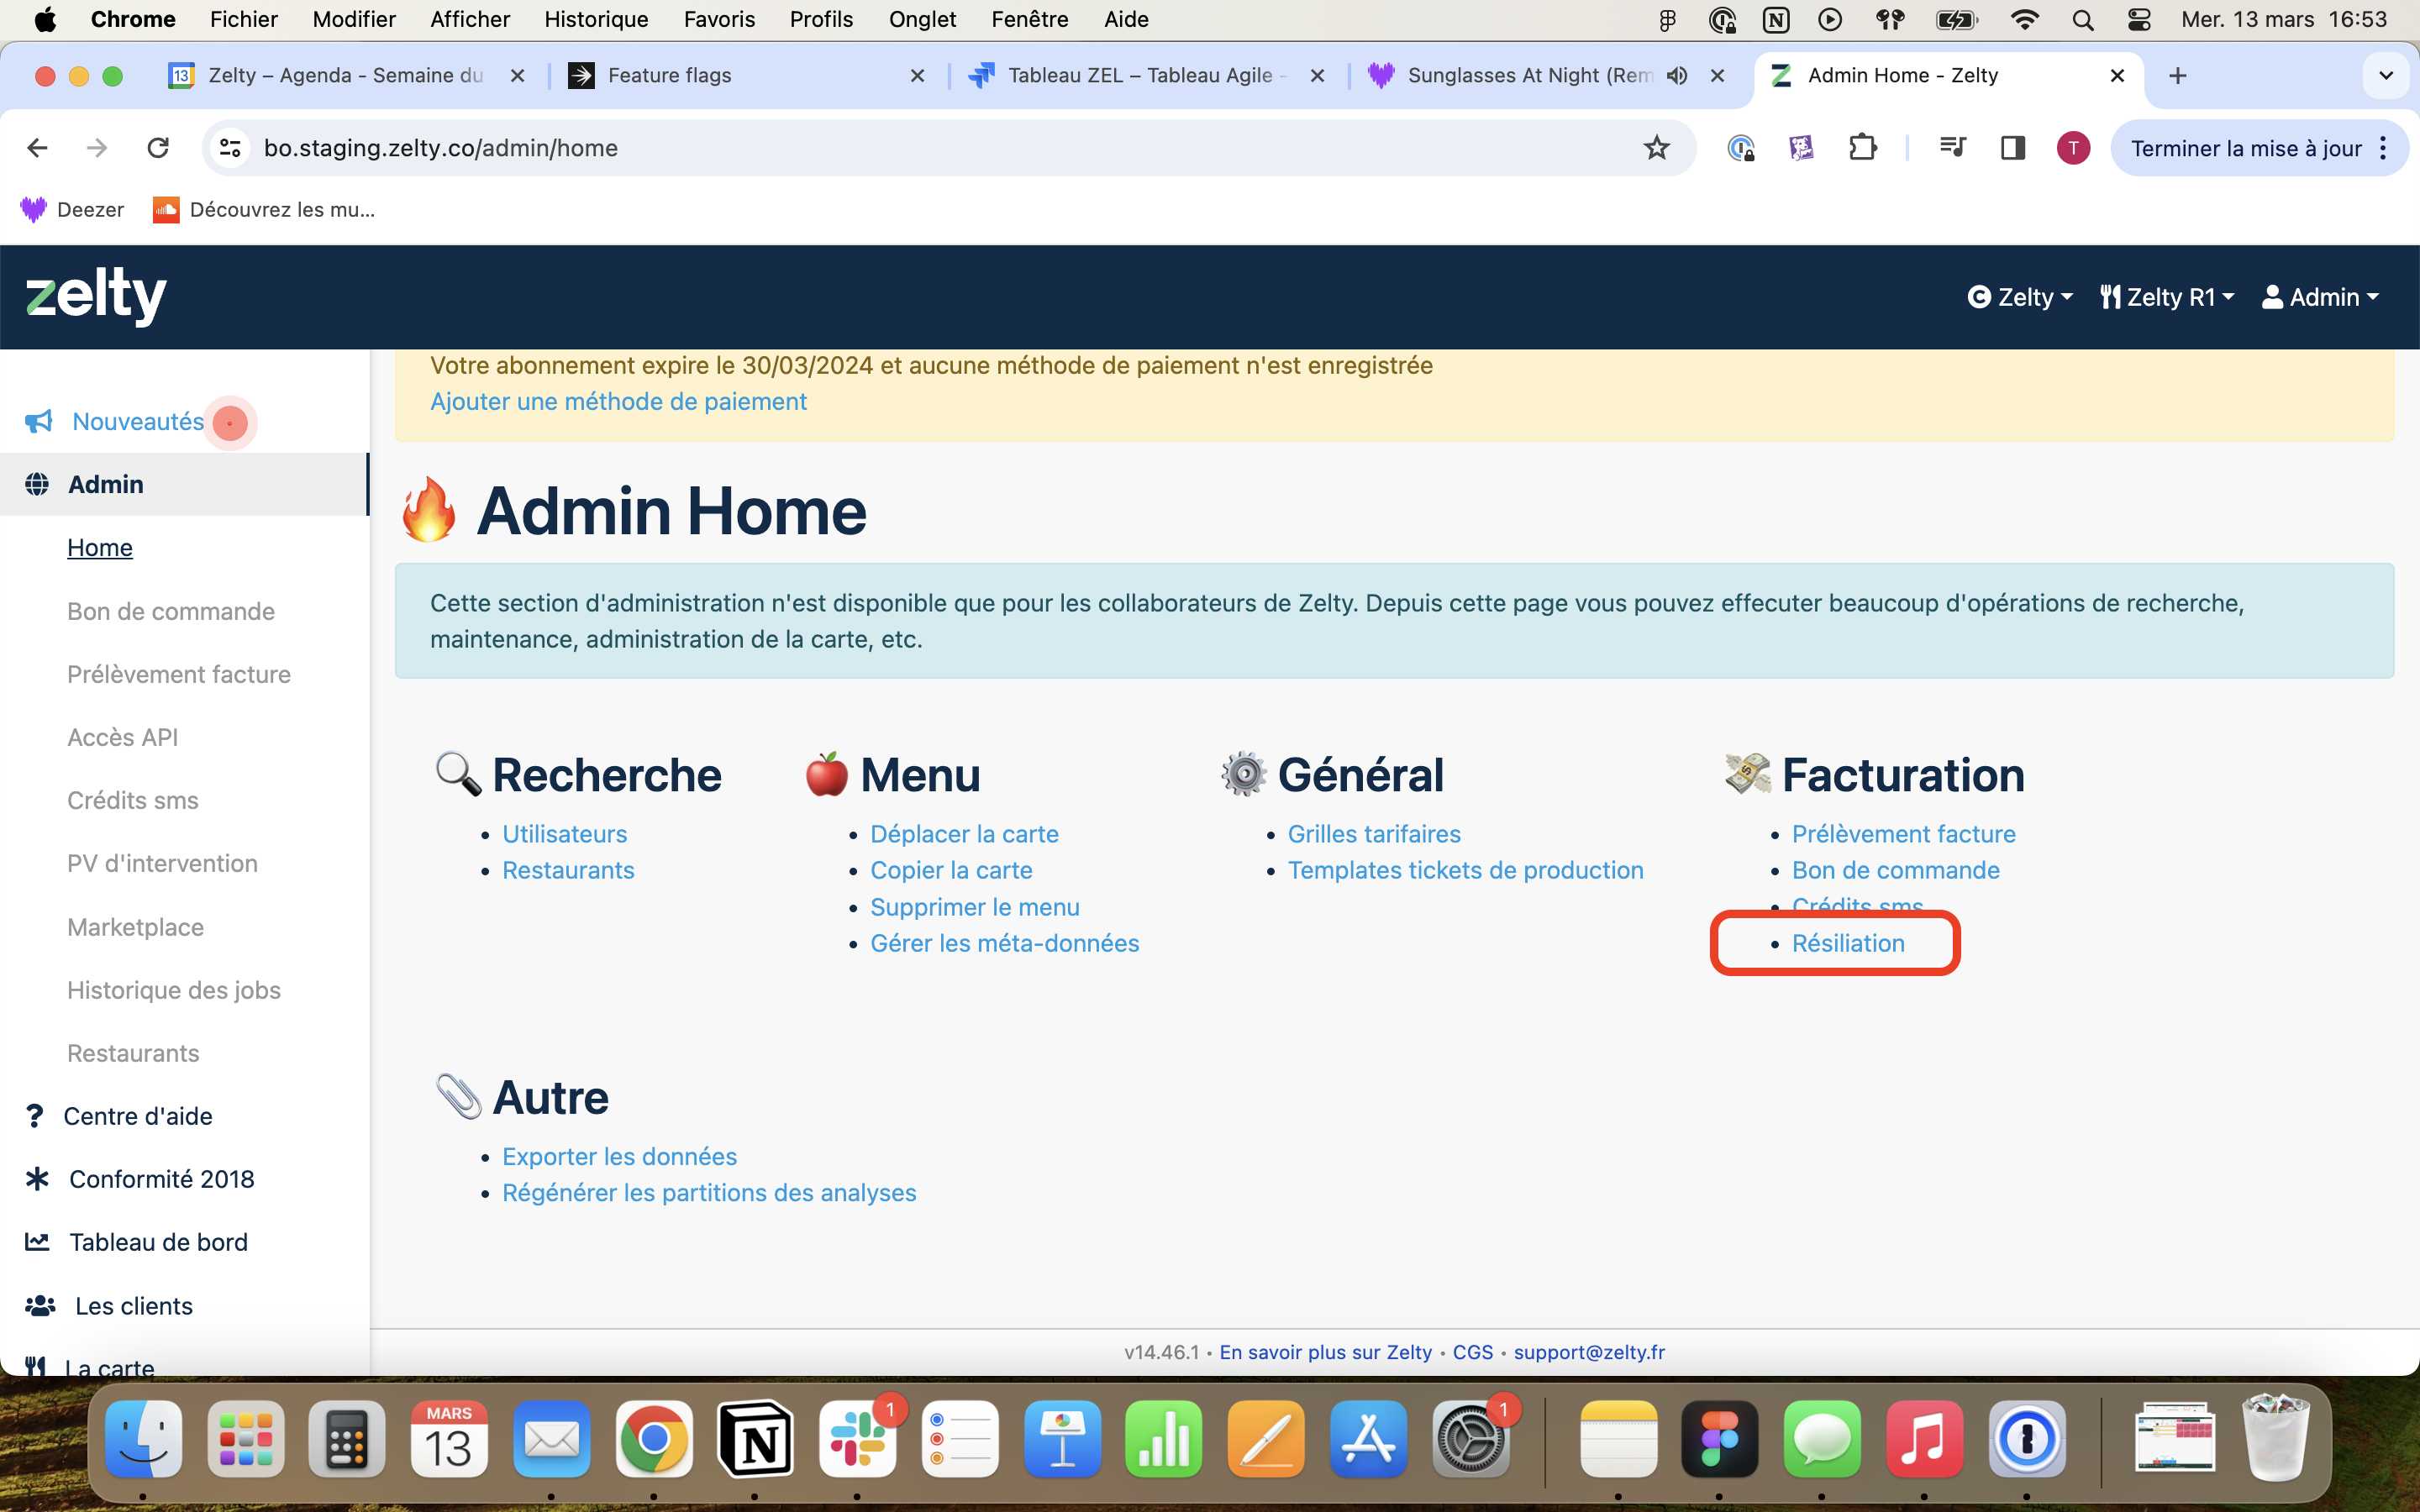 Chrome Fichier Modifier Afficher Historique Favoris Profils Onglet Fenêtre Aide Mer. 13 mars 16:53
13 Zelty – Agenda - Semaine du
Feature flags
Tableau ZEL – Tableau Agile -
Sunglasses At Night (Rem
Admin Home - Zelty
bo.staging.zelty.co/admin/home
T
Terminer la mise à jour
Deezer
Découvrez les mu...
zelty
Zelty
Zelty R1
Admin
Nouveautés
Admin
Home
Bon de commande
Prélèvement facture
Accès API
Crédits sms
PV d'intervention
Marketplace
Historique des jobs
Restaurants
Centre d'aide
Conformité 2018
Tableau de bord
Les clients
La carte
Votre abonnement expire le 30/03/2024 et aucune méthode de paiement n'est enregistrée
Ajouter une méthode de paiement
Admin Home
Cette section d'administration n'est disponible que pour les collaborateurs de Zelty. Depuis cette page vous pouvez effecuter beaucoup d'opérations de recherche,
maintenance, administration de la carte, etc.
Recherche
• Utilisateurs
• Restaurants
Menu
• Déplacer la carte
• Copier la carte
• Supprimer le menu
• Gérer les méta-données
Général
• Grilles tarifaires
• Templates tickets de production
Facturation
• Prélèvement facture
• Bon de commande
• Crédits sms
• Résiliation
Autre
• Exporter les données
• Régénérer les partitions des analyses
v14.46.1 • En savoir plus sur Zelty • CGS • support@zelty.fr
MARS
13
1
1